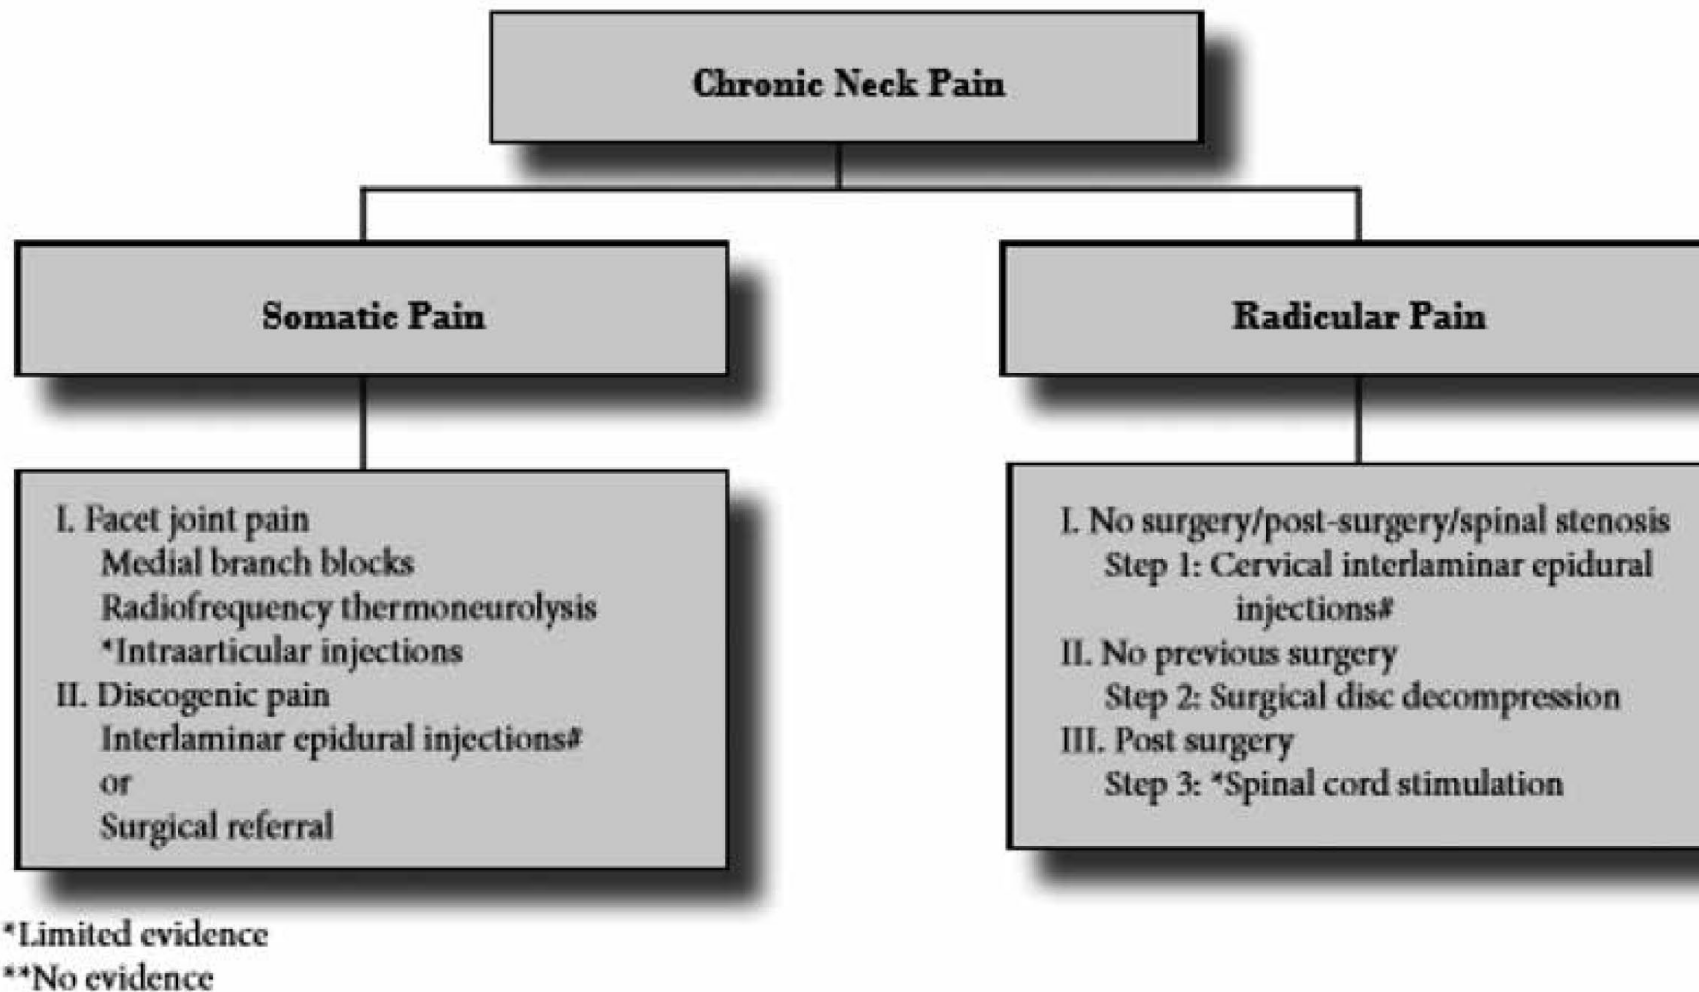 Chronic Neck Pain
Somatic Pain
Radicular Pain
I. Facet joint pain
Medial branch blocks
Radiofrequency thermoneurolysis
*Intraarticular injections
II. Discogenic pain
Interlaminar epidural injections#
or
Surgical referral
I. No surgery/post-surgery/spinal stenosis
Step 1: Cervical interlaminar epidural
injections#
II. No previous surgery
Step 2: Surgical disc decompression
III. Post surgery
Step 3: *Spinal cord stimulation
*Limited evidence
**No evidence